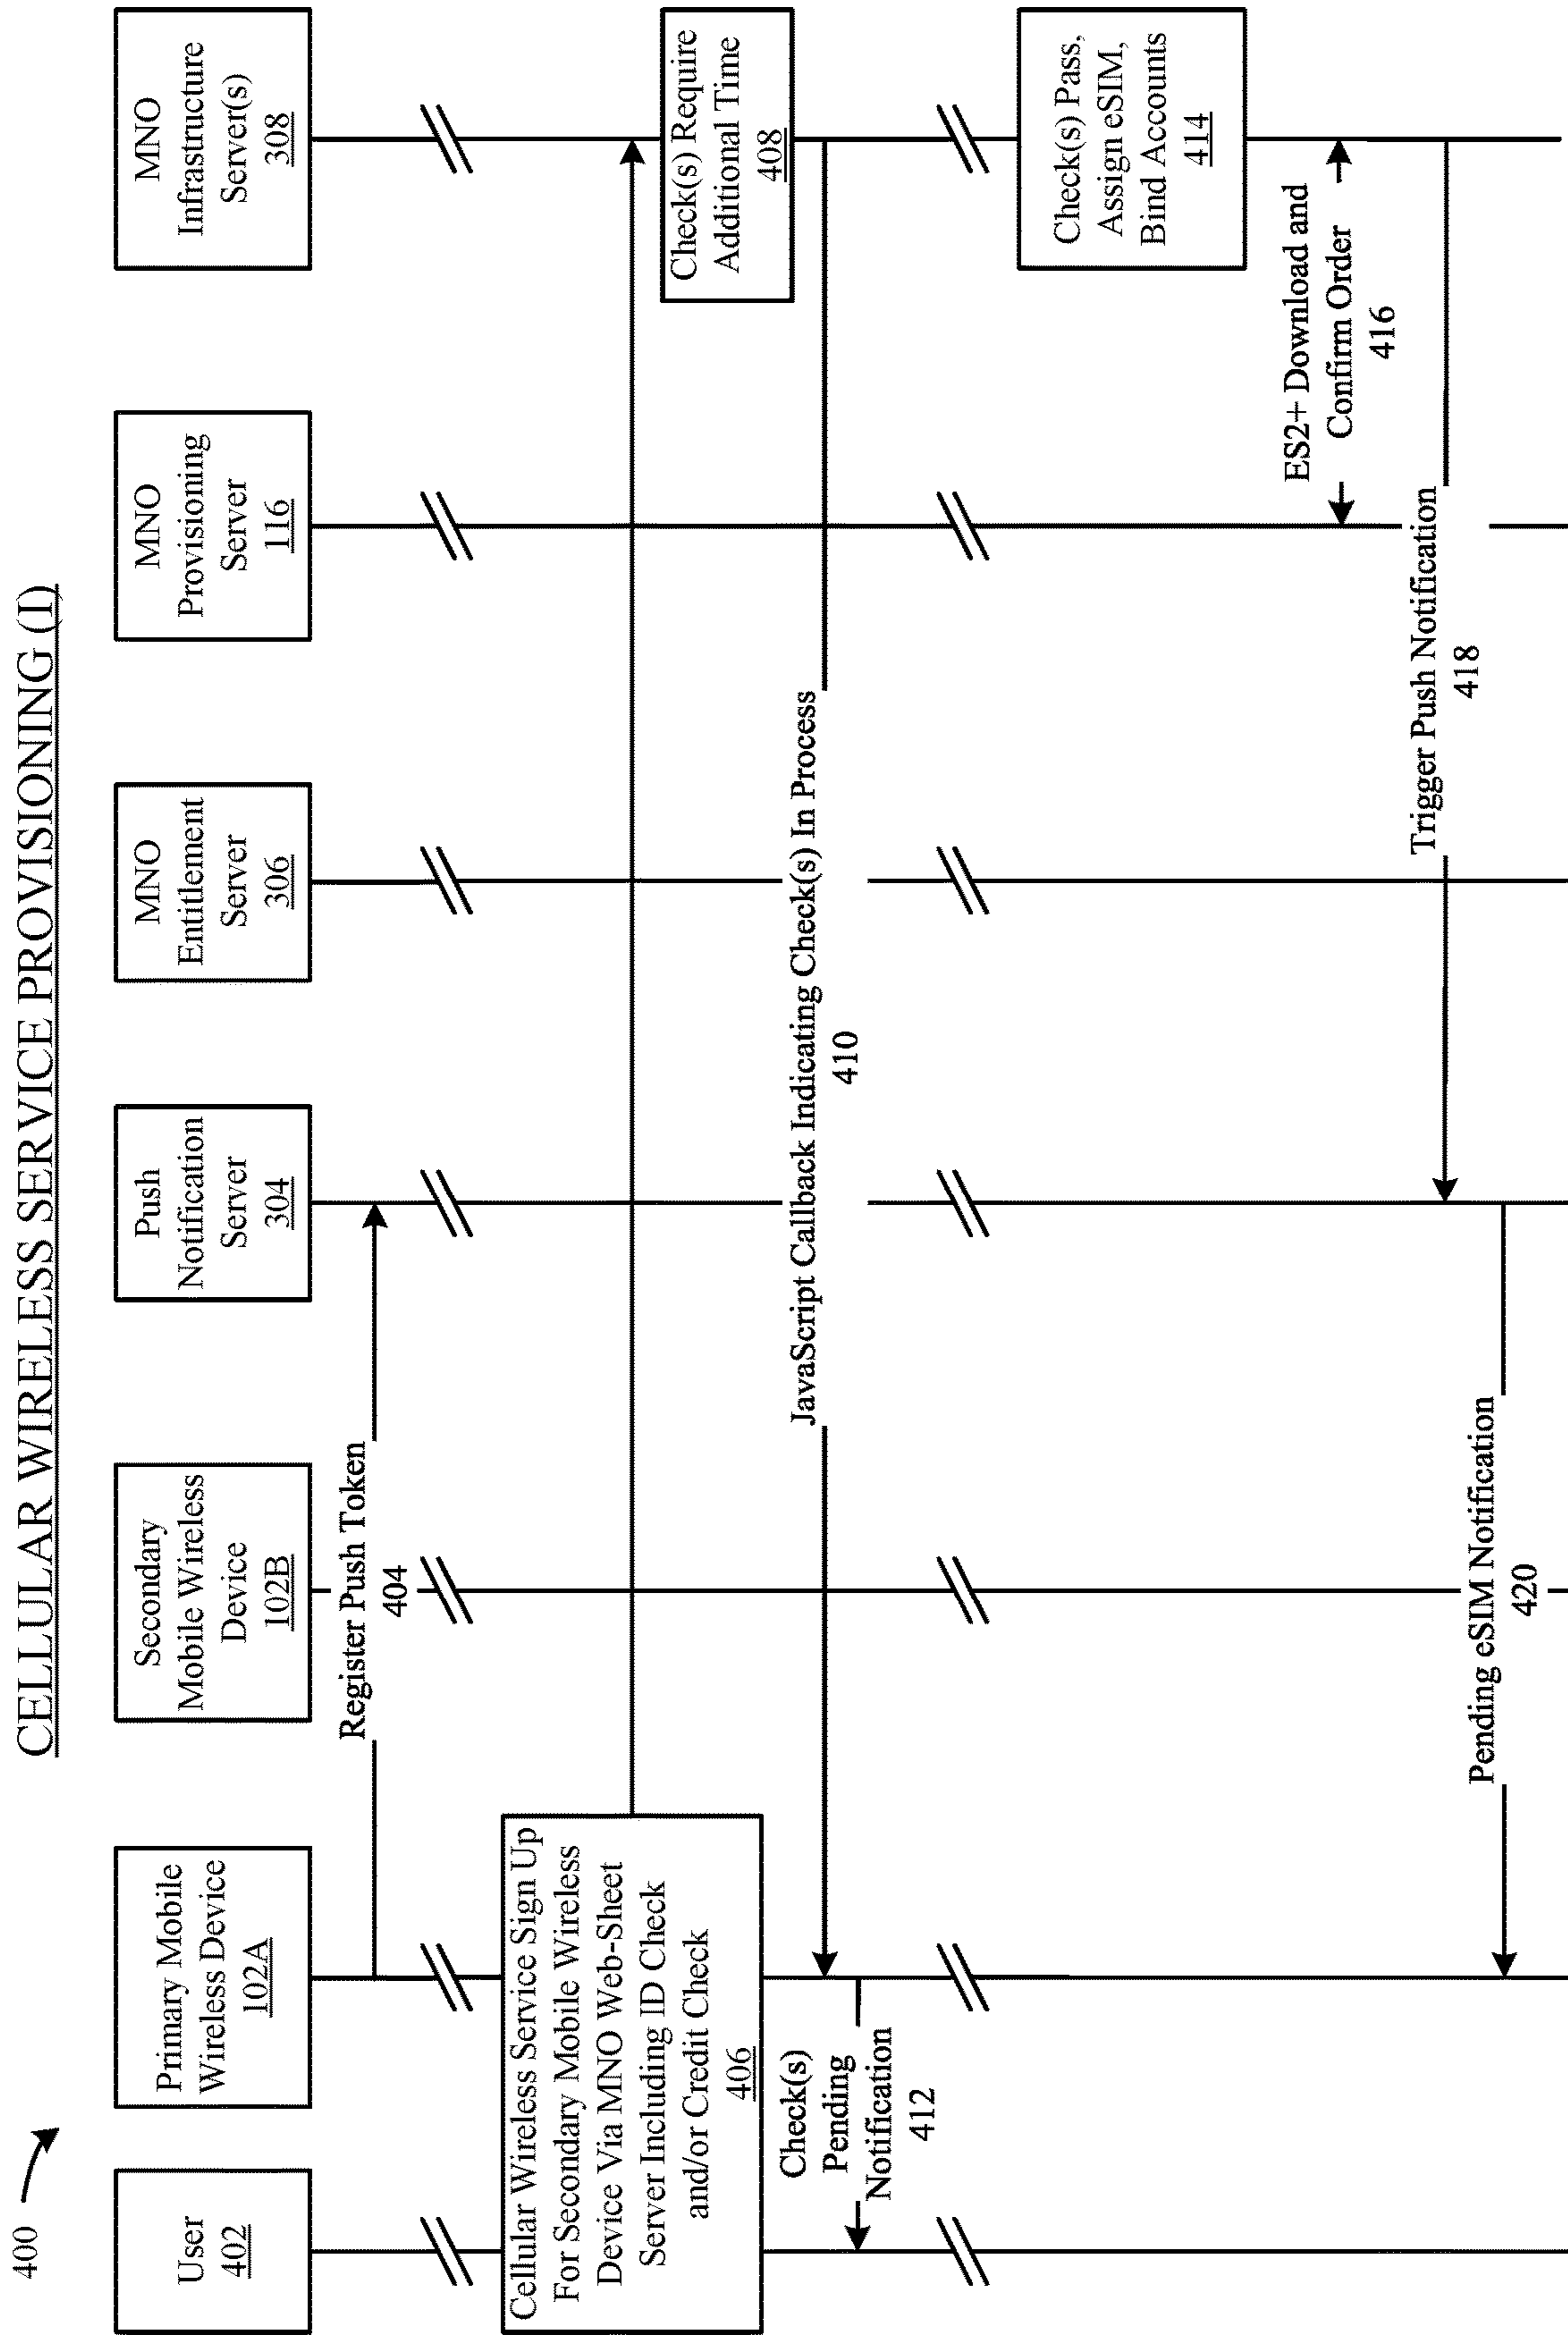 CELLULAR WIRELESS SERVICE PROVISIONING (I)
400
User
402
Primary Mobile
Wireless Device
102A
Secondary
Mobile Wireless
Device
102B
Push
Notification
Server
304
MNO
Entitlement
Server
306
MNO
Provisioning
Server
116
MNO
Infrastructure
Server(s)
308
Register Push Token
404
Cellular Wireless Service Sign Up
For Secondary Mobile Wireless
Device Via MNO Web-Sheet
Server Including ID Check
and/or Credit Check
406
Check(s) Require
Additional Time
408
JavaScript Callback Indicating Check(s) In Process
410
Check(s)
Pending
Notification
412
Check(s) Pass,
Assign eSIM,
Bind Accounts
414
ES2+ Download and
Confirm Order
416
Trigger Push Notification
418
Pending eSIM Notification
420